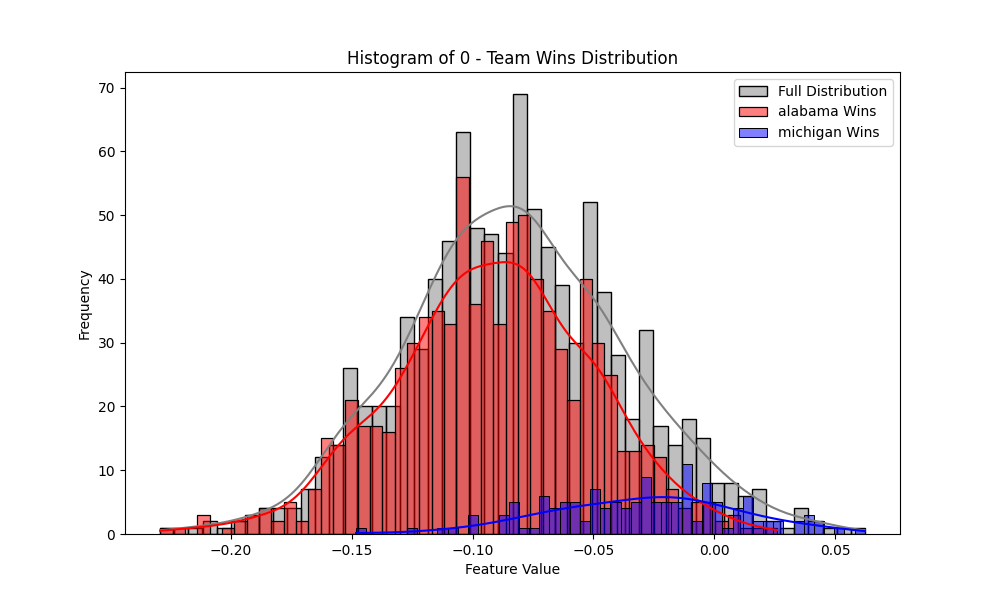 Histogram of 0 - Team Wins Distribution
Full Distribution
alabama Wins
michigan Wins
Frequency
70
60
50
40
30
20
10
0
−0.20 −0.15 −0.10 −0.05 0.00 0.05
Feature Value